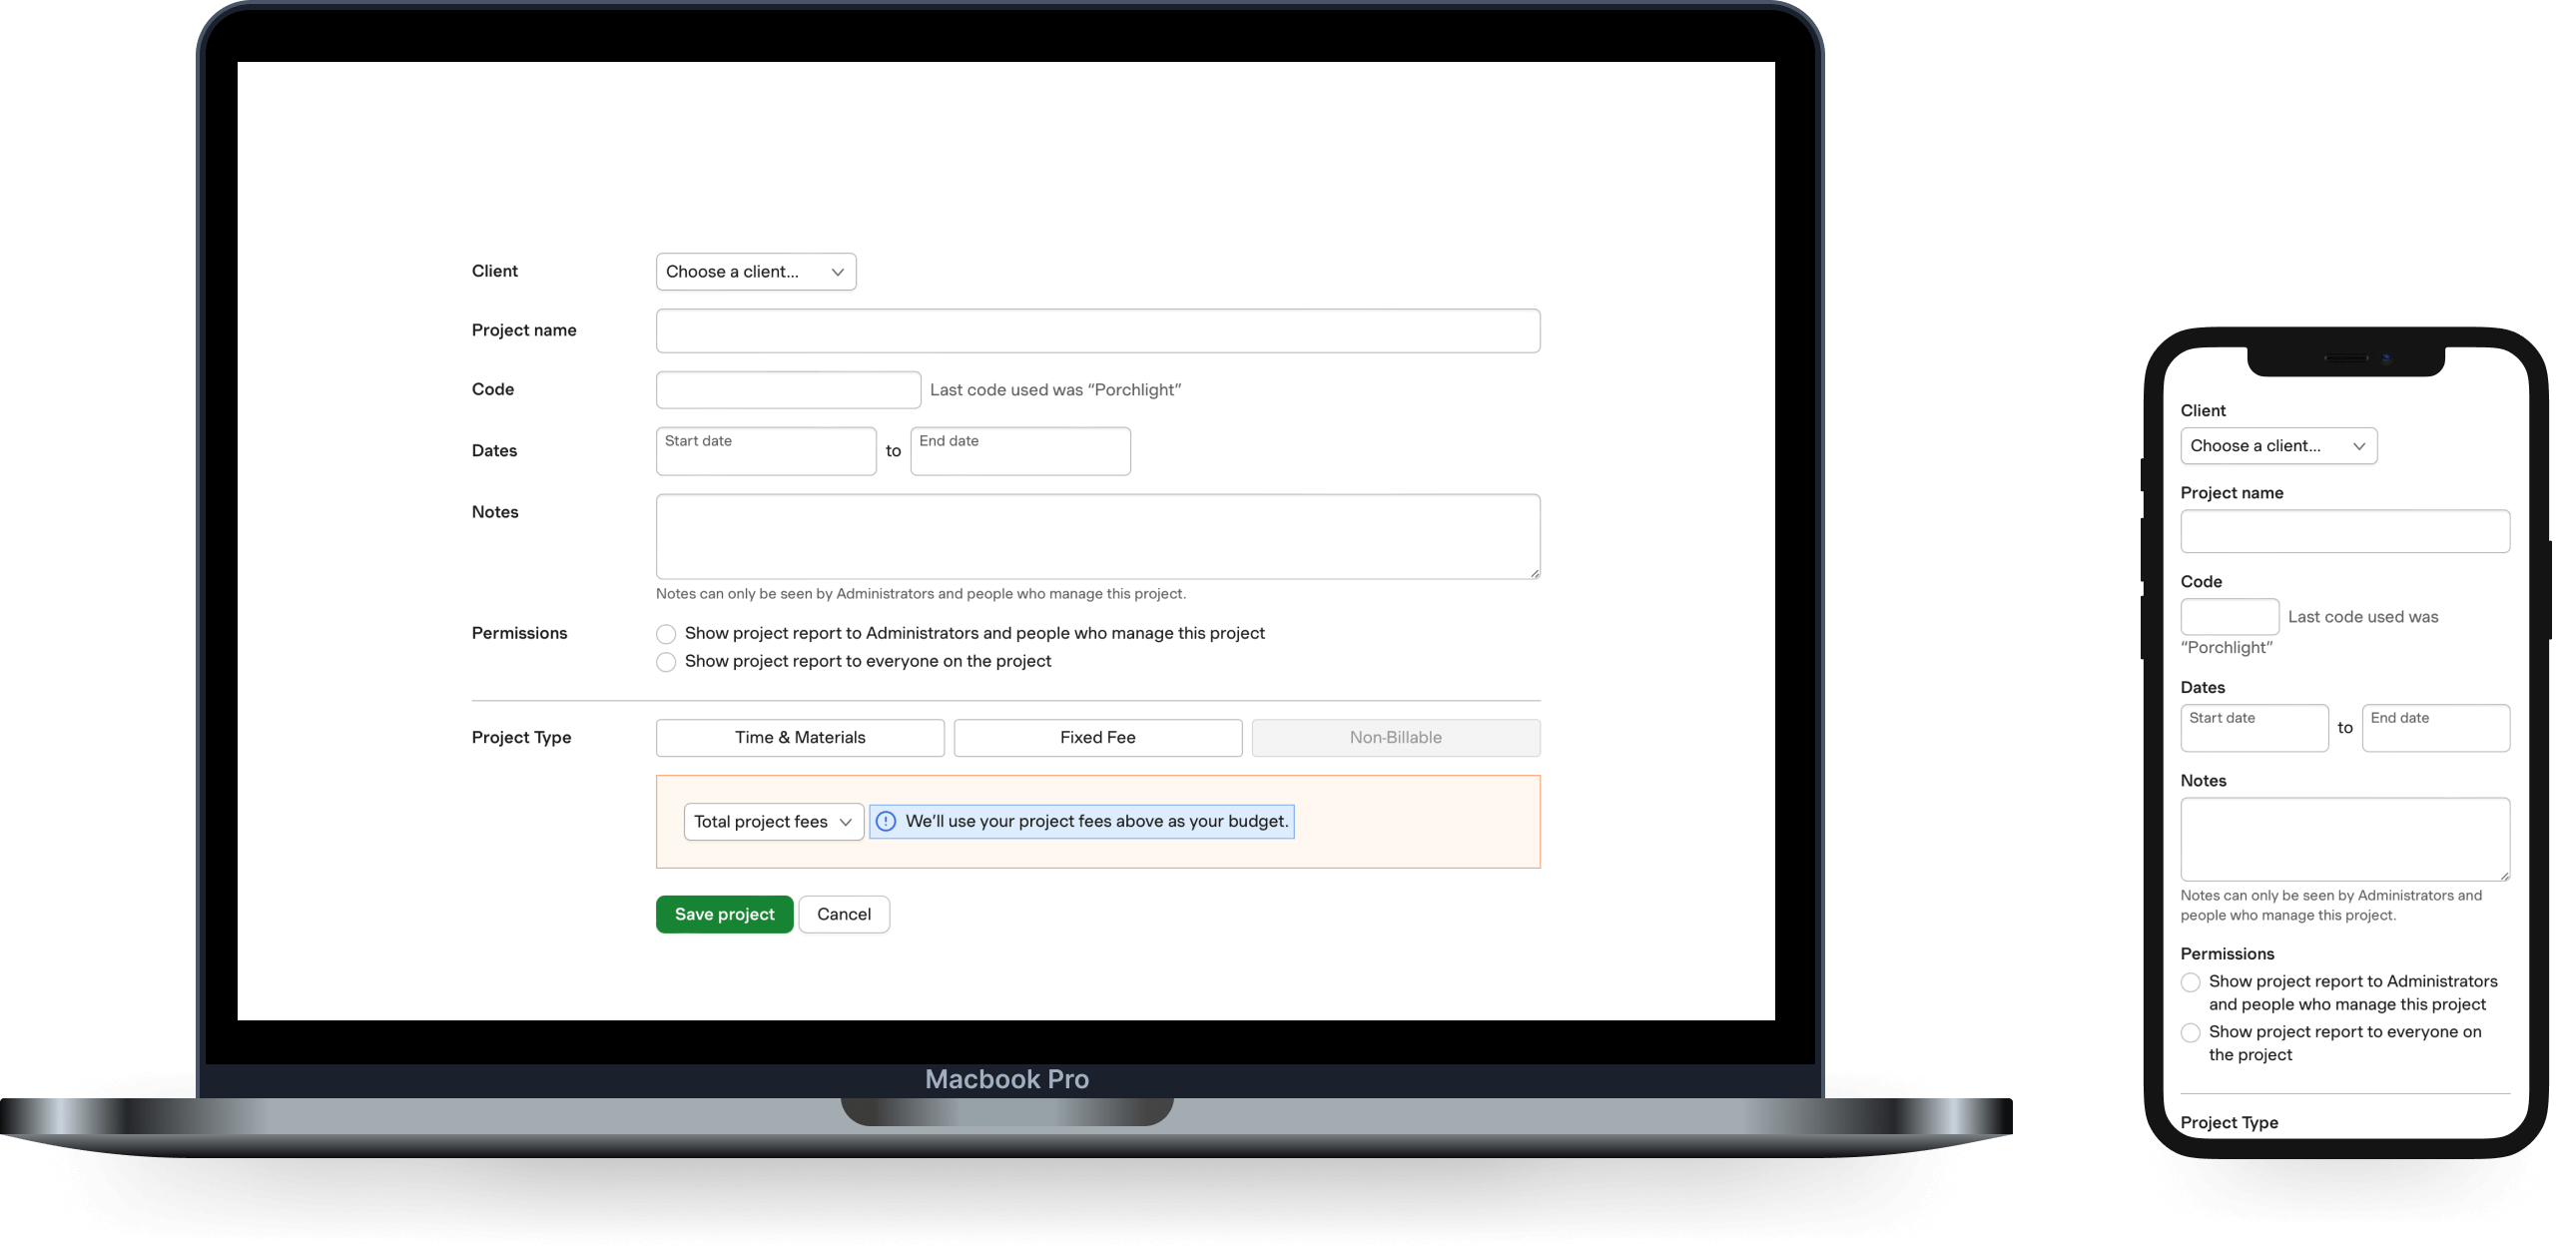 Client
Choose a client...
Project name
Code
Last code used was “Porchlight”
Dates
Start date
to
End date
Notes
Notes can only be seen by Administrators and people who manage this project.
Permissions
Show project report to Administrators and people who manage this project
Show project report to everyone on the project
Project Type
Time & Materials
Fixed Fee
Non-Billable
Total project fees
We’ll use your project fees above as your budget.
Save project
Cancel
Macbook Pro
Client
Choose a client...
Project name
Code
Last code used was
“Porchlight”
Dates
Start date
to
End date
Notes
Notes can only be seen by Administrators and
people who manage this project.
Permissions
Show project report to Administrators
and people who manage this project
Show project report to everyone on
the project
Project Type